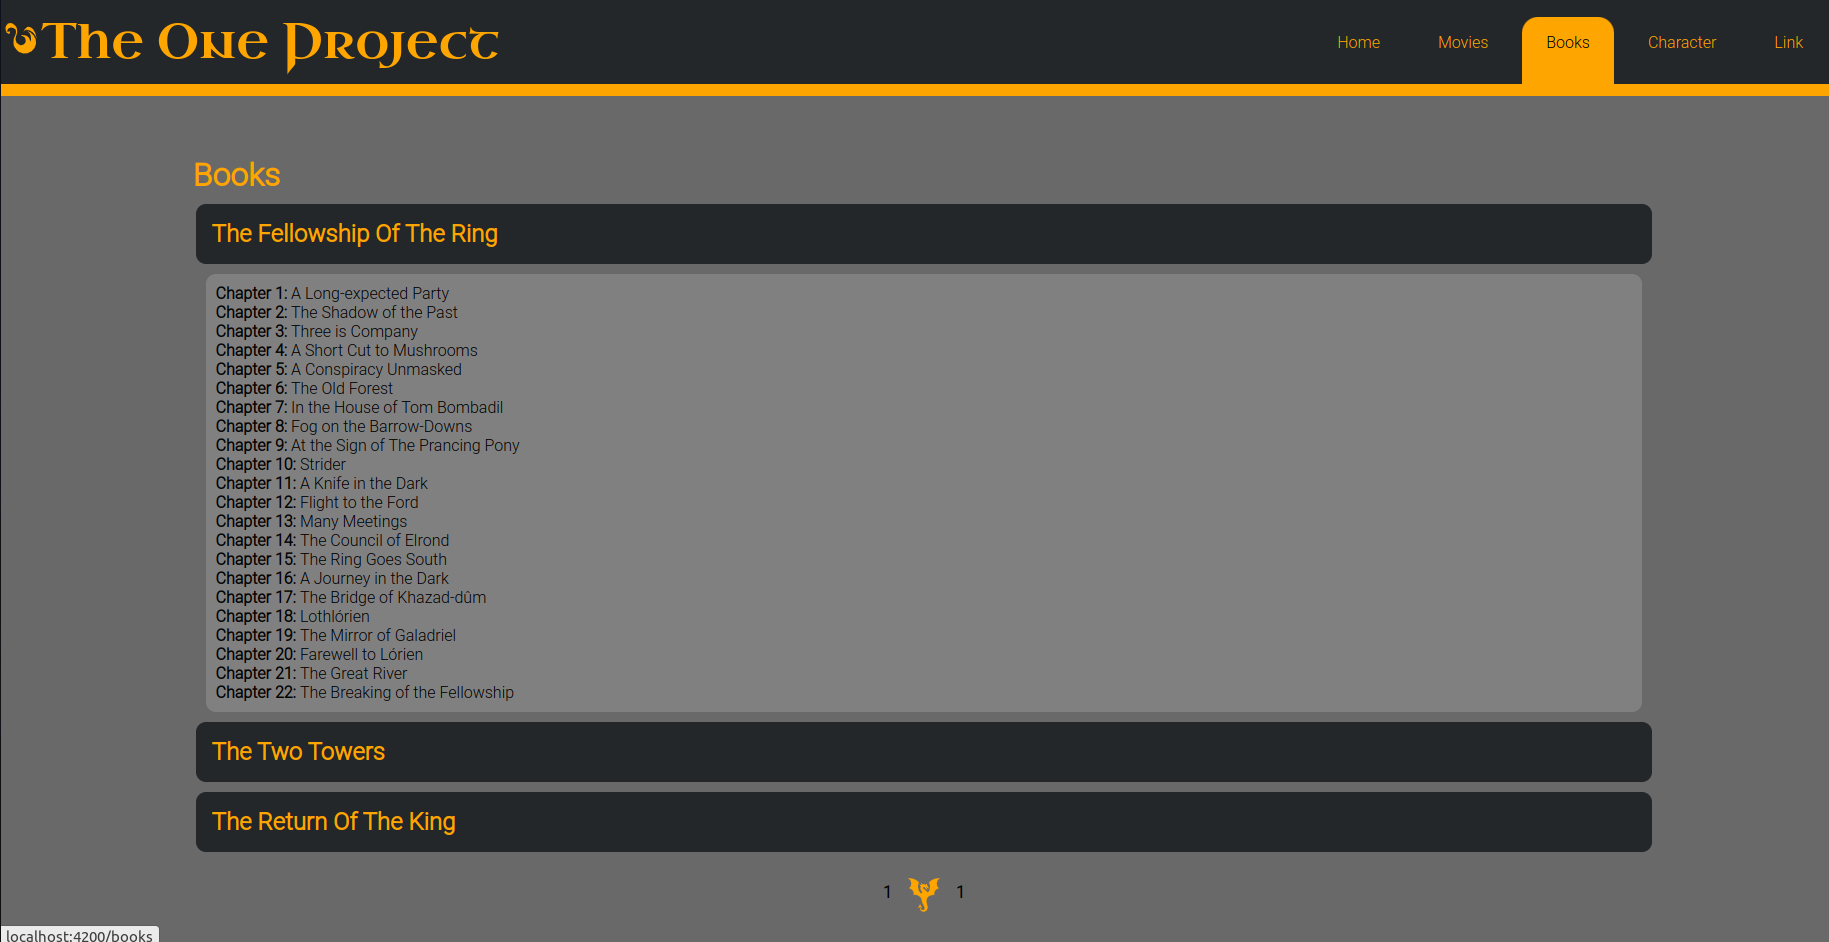 The One Project
Home Movies Books Character Link
Books
The Fellowship Of The Ring
Chapter 1: A Long-expected Party
Chapter 2: The Shadow of the Past
Chapter 3: Three is Company
Chapter 4: A Short Cut to Mushrooms
Chapter 5: A Conspiracy Unmasked
Chapter 6: The Old Forest
Chapter 7: In the House of Tom Bombadil
Chapter 8: Fog on the Barrow-Downs
Chapter 9: At the Sign of The Prancing Pony
Chapter 10: Strider
Chapter 11: A Knife in the Dark
Chapter 12: Flight to the Ford
Chapter 13: Many Meetings
Chapter 14: The Council of Elrond
Chapter 15: The Ring Goes South
Chapter 16: A Journey in the Dark
Chapter 17: The Bridge of Khazad-dûm
Chapter 18: Lothlórien
Chapter 19: The Mirror of Galadriel
Chapter 20: Farewell to Lórien
Chapter 21: The Great River
Chapter 22: The Breaking of the Fellowship
The Two Towers
The Return Of The King
1 1
localhost:4200/books